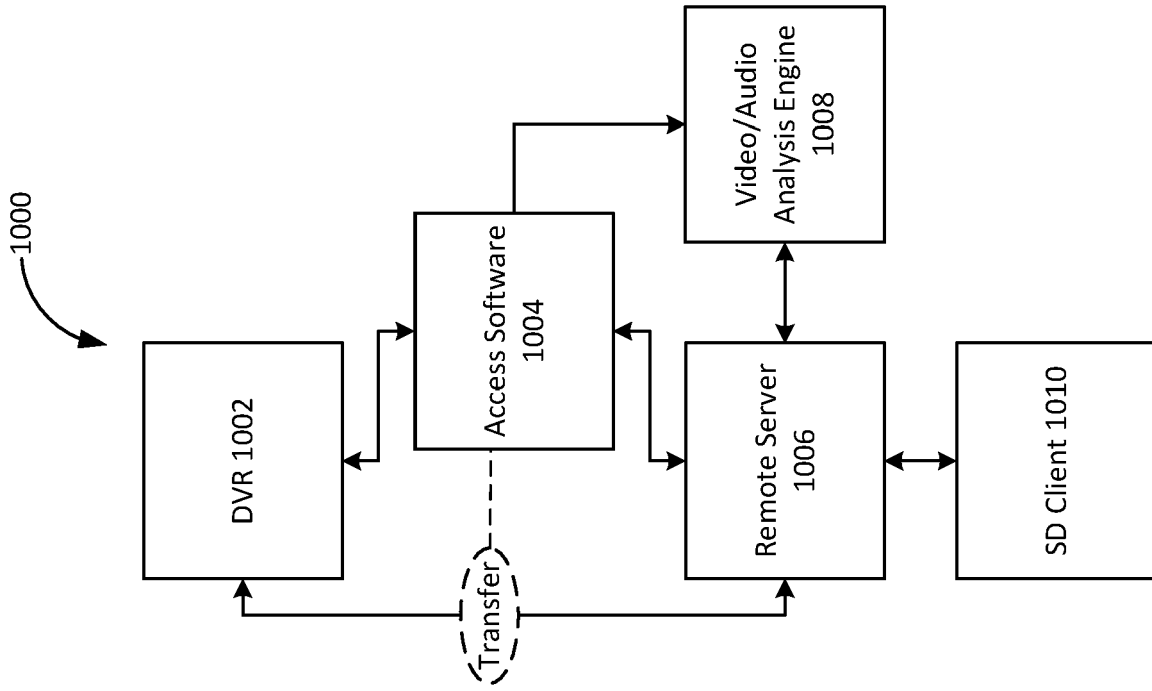 1000
DVR 1002
Access Software
1004
Transfer
Remote Server
1006
Video/Audio
Analysis Engine
1008
SD Client 1010